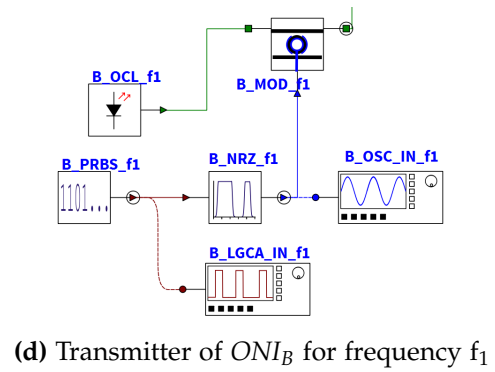 B_OCL_f1
B_MOD_f1
B_PRBS_f1
B_NRZ_f1
B_OSC_IN_f1
1101...
B_LGCA_IN_f1
(d) Transmitter of ONI_B for frequency f_1